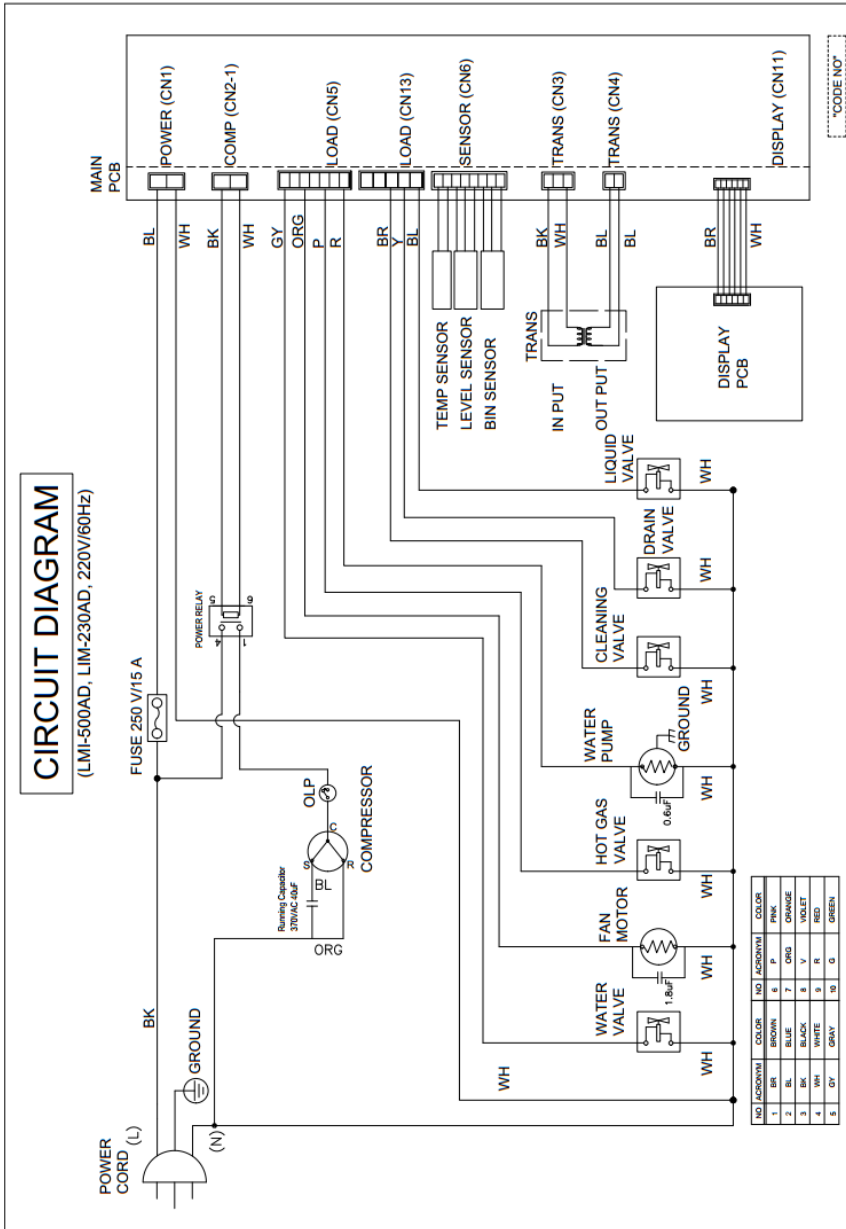 CIRCUIT DIAGRAM
(LMI-500AD, LIM-230AD, 220V/60Hz)
MAIN
PCB
POWER (CN1)
COMP (CN2-1)
LOAD (CN5)
LOAD (CN13)
SENSOR (CN6)
TRANS (CN3)
TRANS (CN4)
DISPLAY (CN11)
"CODE NO"
BL
WH
BK
WH
GY
ORG
P
R
BR
Y
BL
BK
WH
BL
BL
BR
WH
TEMP SENSOR
LEVEL SENSOR
BIN SENSOR
TRANS
IN PUT
OUT PUT
DISPLAY
PCB
FUSE 250 V/15 A
POWER RELAY
5
6
4
1
OLP
C
S
R
COMPRESSOR
BL
Running Capacitor
370VAC 40uF
ORG
BK
POWER
CORD
(L)
(N)
GROUND
WH
WATER
VALVE
WH
FAN
MOTOR
1.8uF
WH
HOT GAS
VALVE
WH
WATER
PUMP
0.6uF
GROUND
WH
CLEANING
VALVE
WH
DRAIN
VALVE
WH
LIQUID
VALVE
WH
NO ACRONYM COLOR NO ACRONYM COLOR
1 BR BROWN 6 P PINK
2 BL BLUE 7 ORG ORANGE
3 BK BLACK 8 V VIOLET
4 WH WHITE 9 R RED
5 GY GRAY 10 G GREEN